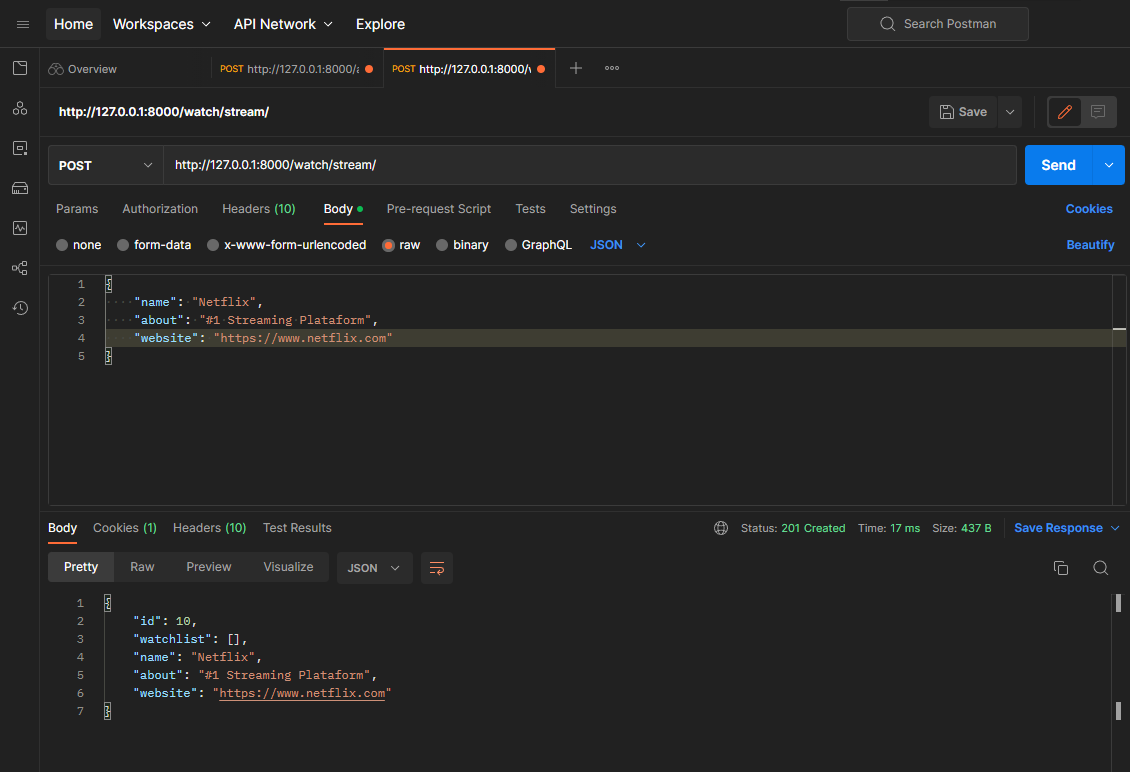 Home Workspaces API Network Explore Search Postman
Overview POST http://127.0.0.1:8000/a POST http://127.0.0.1:8000/w
http://127.0.0.1:8000/watch/stream/ Save
POST http://127.0.0.1:8000/watch/stream/ Send
Params Authorization Headers (10) Body Pre-request Script Tests Settings Cookies
none form-data x-www-form-urlencoded raw binary GraphQL JSON Beautify
1 {
2 "name": "Netflix",
3 "about": "#1 Streaming Plataform",
4 "website": "https://www.netflix.com"
5 }
Body Cookies (1) Headers (10) Test Results Status: 201 Created Time: 17 ms Size: 437 B Save Response
Pretty Raw Preview Visualize JSON
1 {
2 "id": 10,
3 "watchlist": [],
4 "name": "Netflix",
5 "about": "#1 Streaming Plataform",
6 "website": "https://www.netflix.com"
7 }